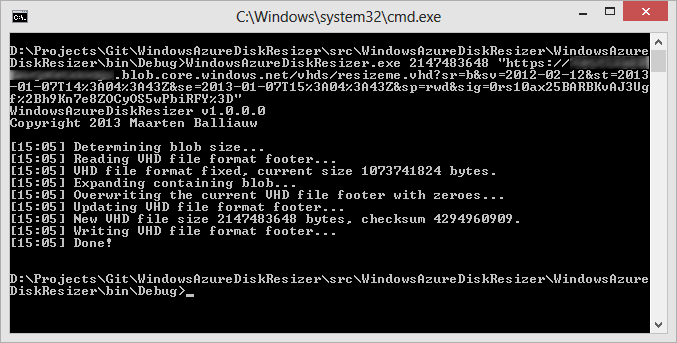 C:\Windows\system32\cmd.exe
D:\Projects\Git\WindowsAzureDiskResizer\src\WindowsAzureDiskResizer\WindowsAzure
DiskResizer\bin\Debug>WindowsAzureDiskResizer.exe 2147483648 "https://
.blob.core.windows.net/vhds/resizeme.vhd?sr=b&sv=2012-02-12&st=2013
-01-07T14%3A04%3A43Z&se=2013-01-07T15%3A04%3A43Z&sp=rwd&sig=0rs10ax25BARBKvAJ3Ug
f%2Bh9Kn7e8ZOCyOS5wPbiRFY%3D"
WindowsAzureDiskResizer v1.0.0.0
Copyright 2013 Maarten Balliauw
[15:05] Determining blob size...
[15:05] Reading VHD file format footer...
[15:05] VHD file format fixed, current size 1073741824 bytes.
[15:05] Expanding containing blob...
[15:05] Overwriting the current VHD file footer with zeroes...
[15:05] Updating VHD file format footer...
[15:05] New VHD file size 2147483648 bytes, checksum 4294960909.
[15:05] Writing VHD file format footer...
[15:05] Done!
D:\Projects\Git\WindowsAzureDiskResizer\src\WindowsAzureDiskResizer\WindowsAzure
DiskResizer\bin\Debug>_